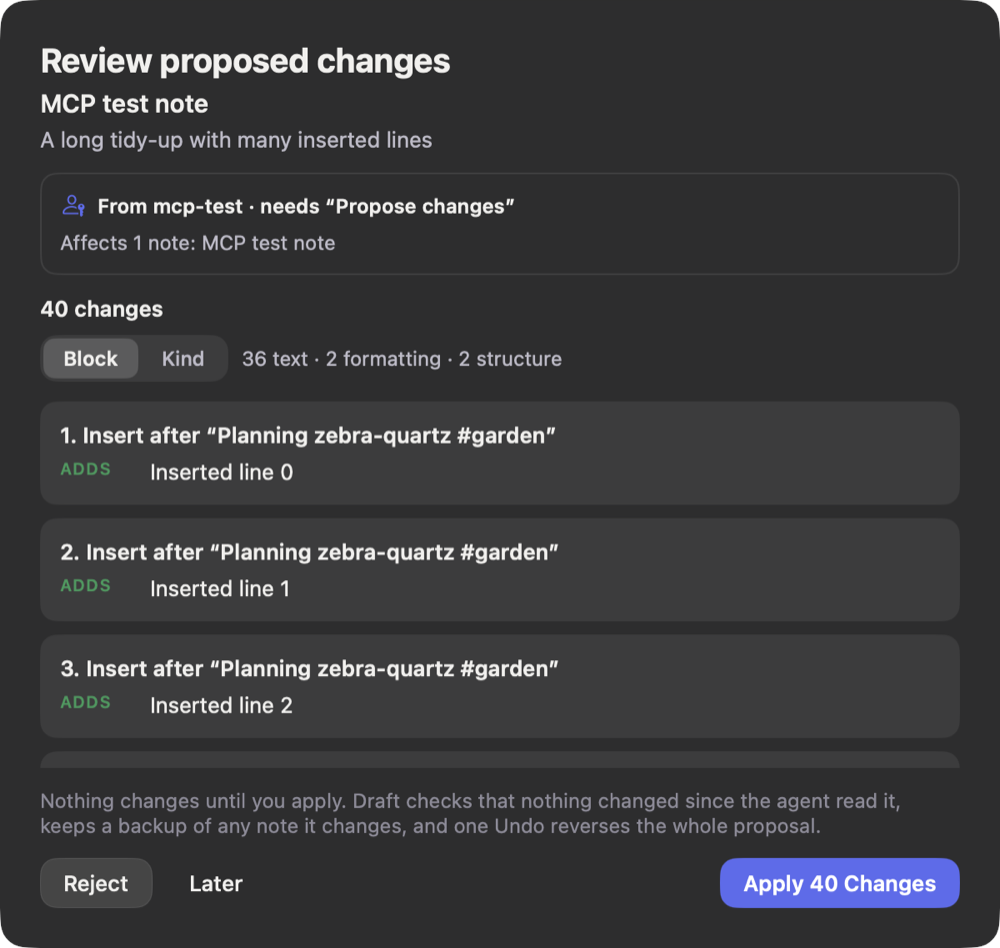 Review proposed changes
MCP test note
A long tidy-up with many inserted lines
From mcp-test · needs “Propose changes”
Affects 1 note: MCP test note
40 changes
Block Kind 36 text · 2 formatting · 2 structure
1. Insert after “Planning zebra-quartz #garden”
ADDS Inserted line 0
2. Insert after “Planning zebra-quartz #garden”
ADDS Inserted line 1
3. Insert after “Planning zebra-quartz #garden”
ADDS Inserted line 2
Nothing changes until you apply. Draft checks that nothing changed since the agent read it,
keeps a backup of any note it changes, and one Undo reverses the whole proposal.
Reject Later Apply 40 Changes